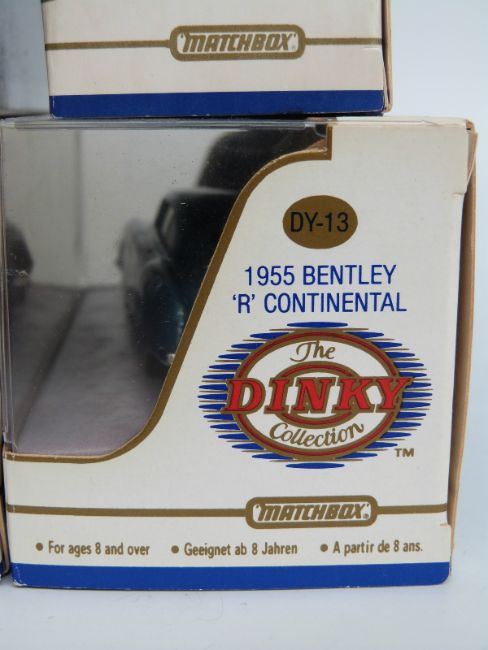 MATCHBOX
DY-13
1955 BENTLEY
'R' CONTINENTAL
The
DINKY
Collection
TM
MATCHBOX
• For ages 8 and over • Geeignet ab 8 Jahren • A partir de 8 ans.